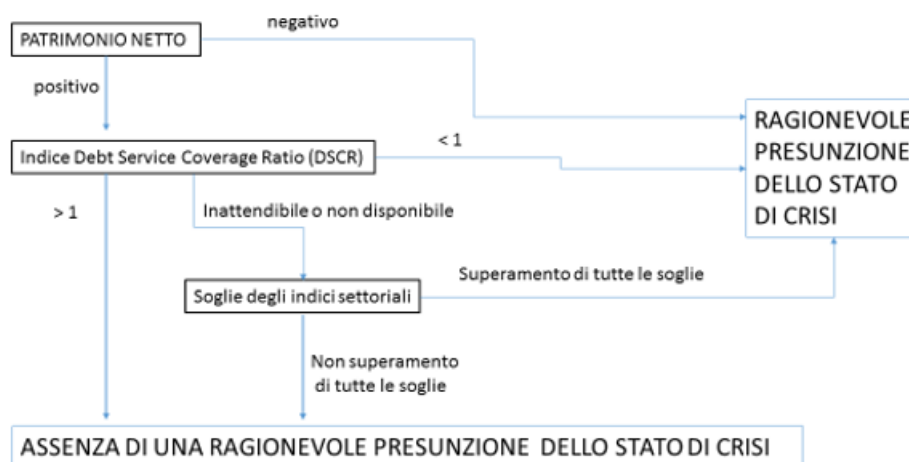 negativo
PATRIMONIO NETTO
positivo
RAGIONEVOLE
PRESUNZIONE
DELLO STATO
DI CRISI
< 1
Indice Debt Service Coverage Ratio (DSCR)
> 1
Inattendibile o non disponibile
Superamento di tutte le soglie
Soglie degli indici settoriali
Non superamento
di tutte le soglie
ASSENZA DI UNA RAGIONEVOLE PRESUNZIONE DELLO STATO DI CRISI